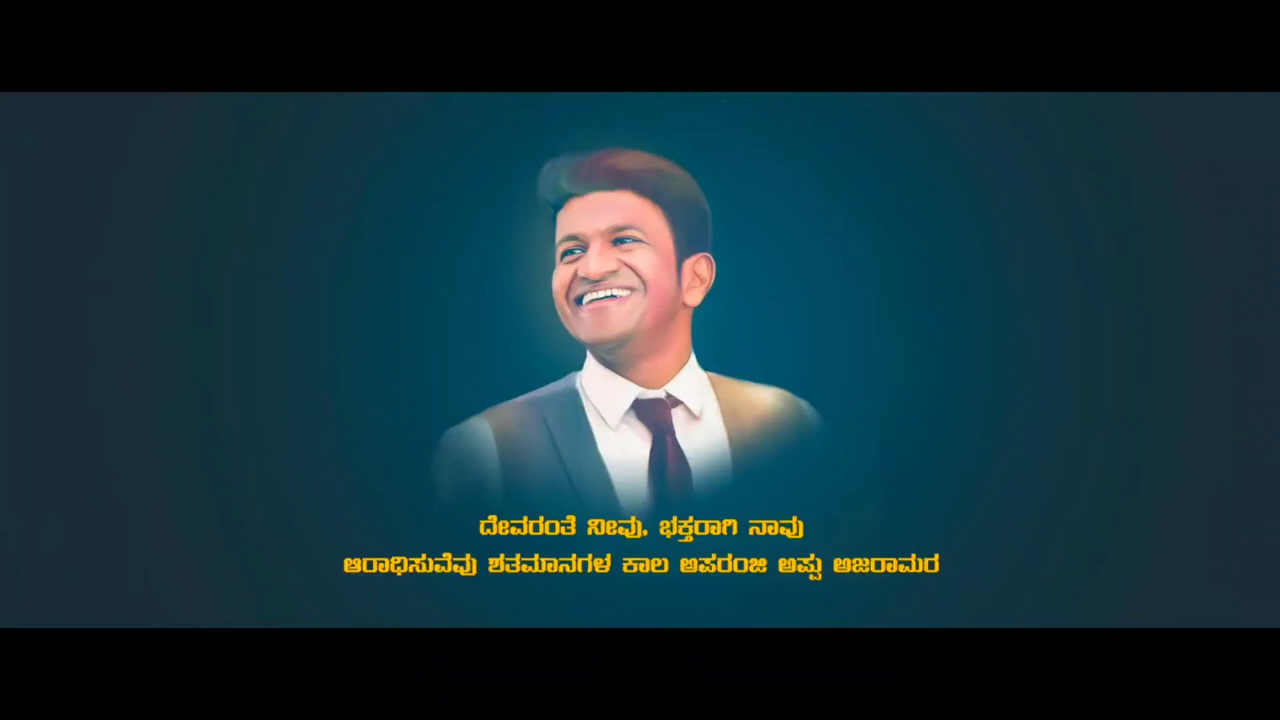 ದೇವರಂತೆ ನೀವು, ಭಕ್ತರಾಗಿ ನಾವು
ಆರಾಧಿಸುವೆವು ಶತಮಾನಗಳ ಕಾಲ ಅಪರಂಜಿ ಅಪ್ಪು ಅಜರಾಮರ